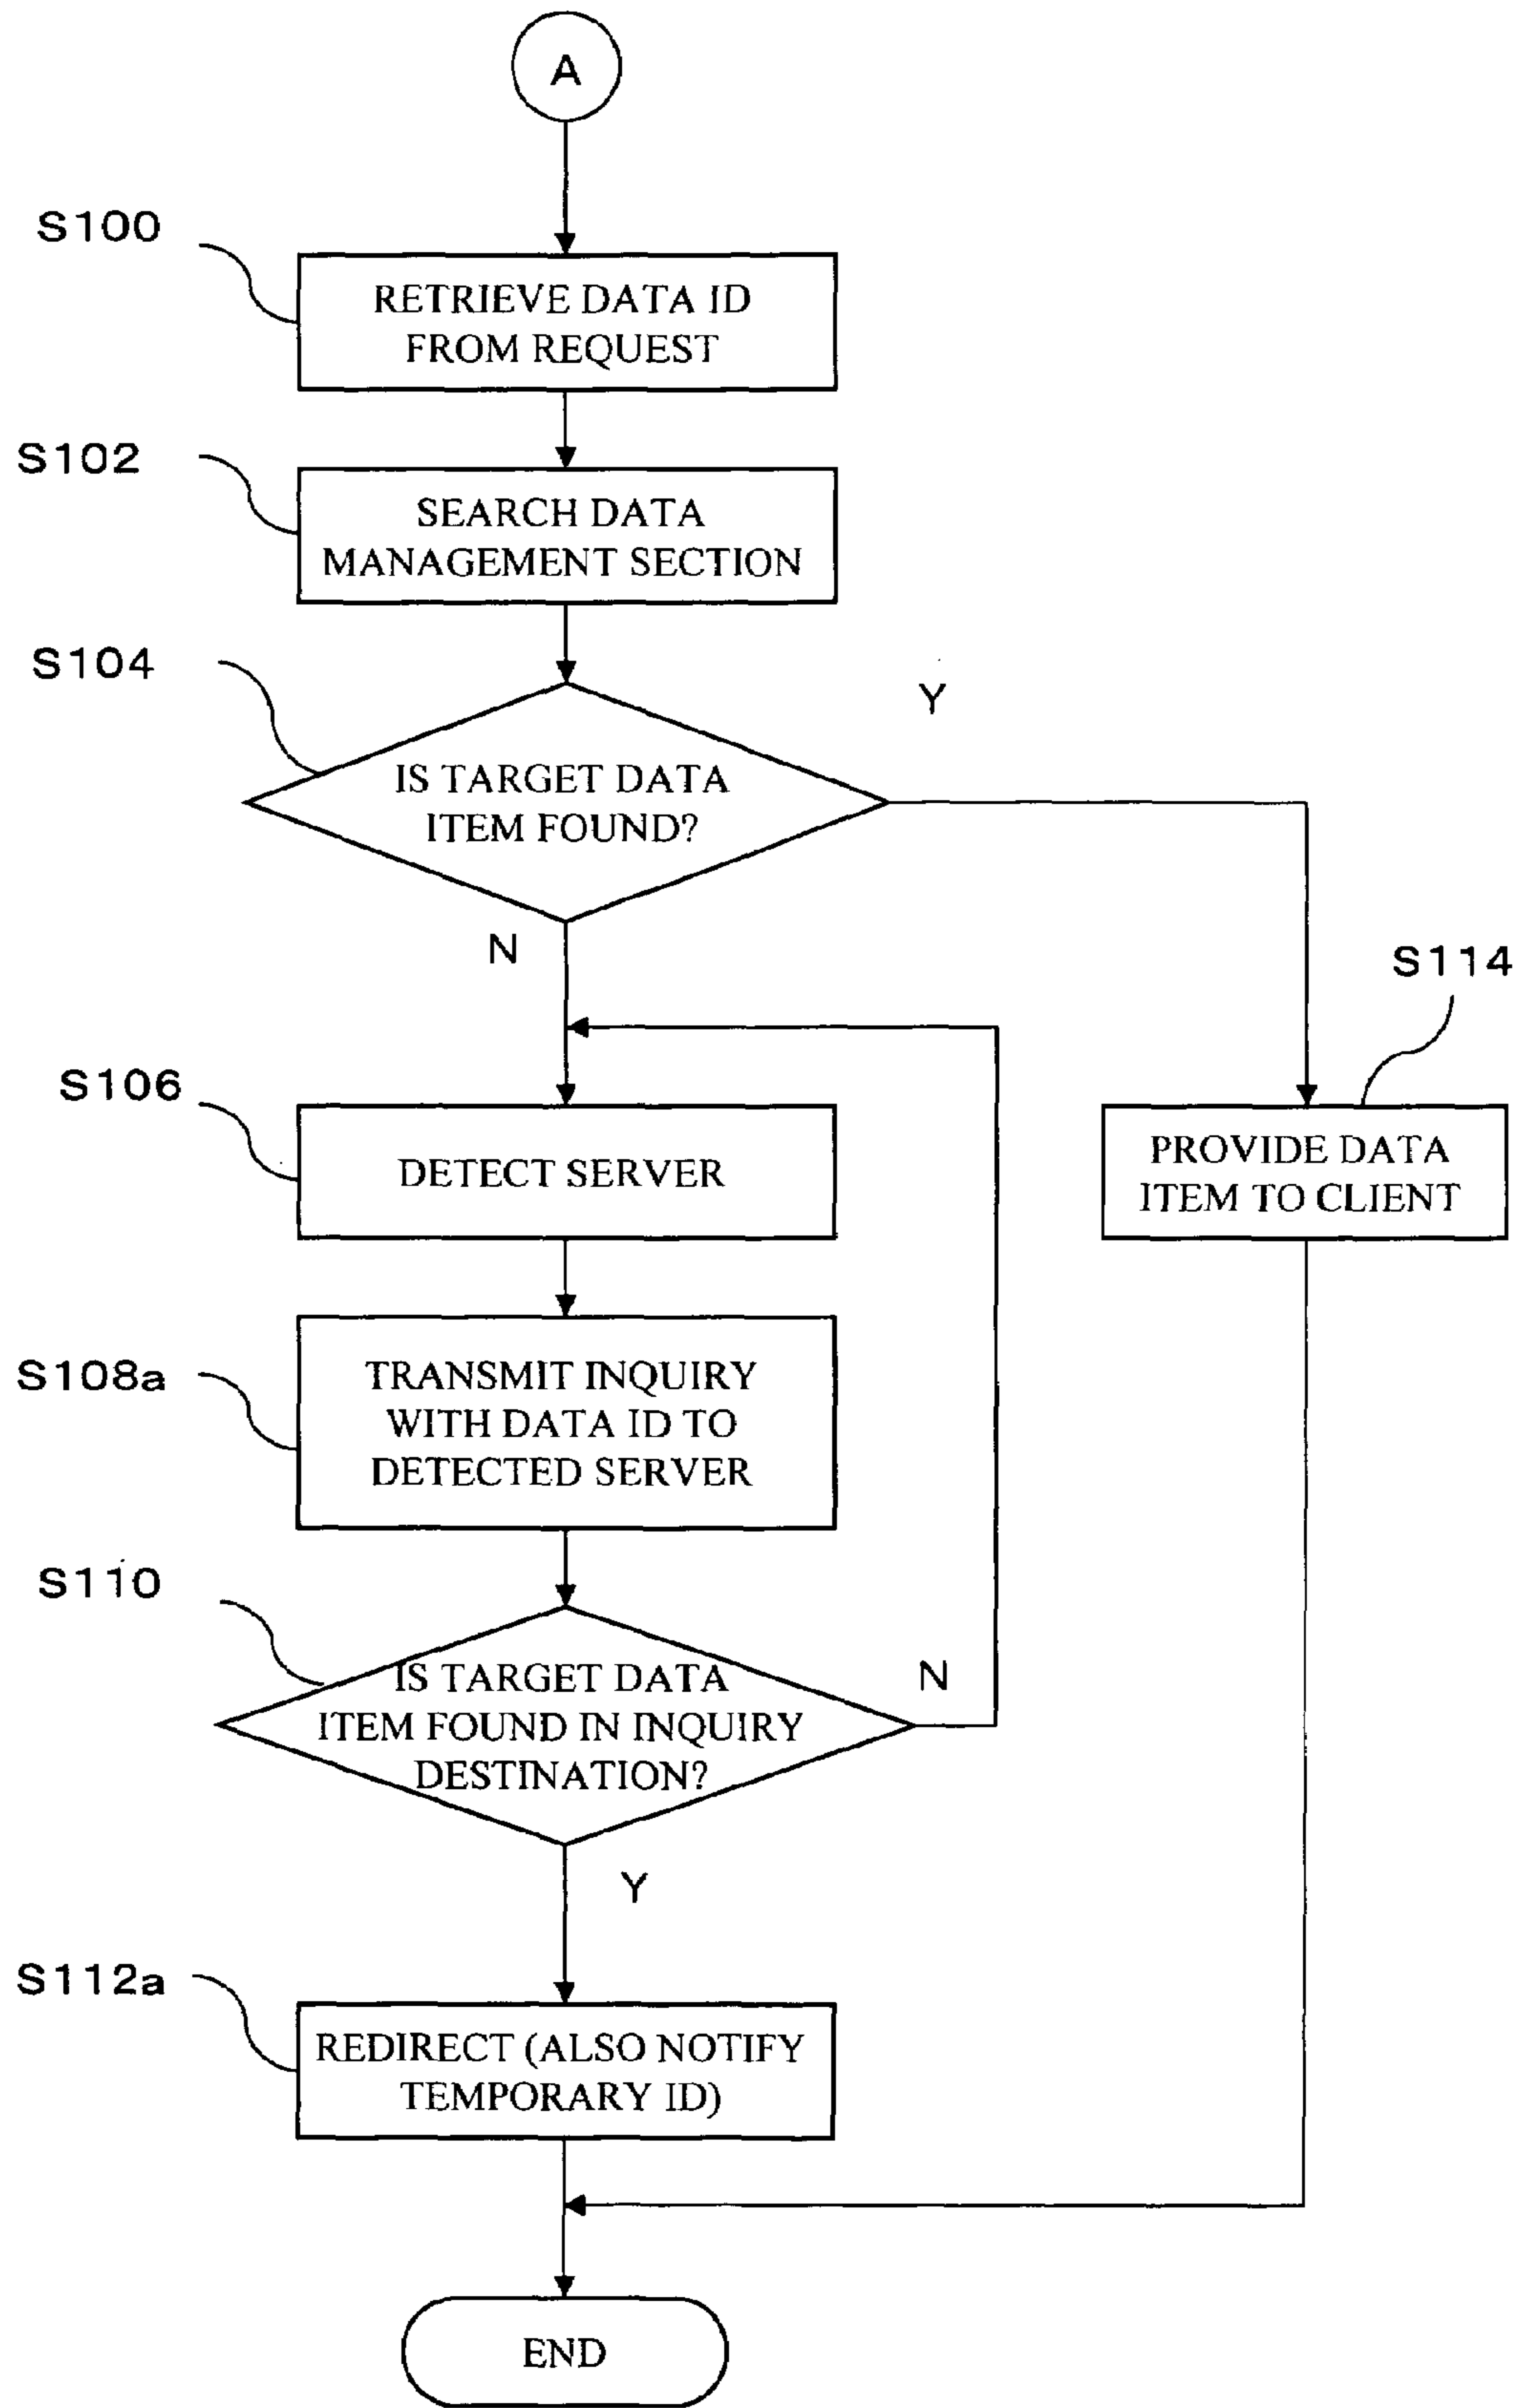 A
S100
RETRIEVE DATA ID
FROM REQUEST
S102
SEARCH DATA
MANAGEMENT SECTION
S104
Y
IS TARGET DATA
ITEM FOUND?
N
S114
S106
DETECT SERVER
PROVIDE DATA
ITEM TO CLIENT
S108a
TRANSMIT INQUIRY
WITH DATA ID TO
DETECTED SERVER
S110
IS TARGET DATA
ITEM FOUND IN INQUIRY
DESTINATION?
N
Y
S112a
REDIRECT (ALSO NOTIFY
TEMPORARY ID)
END